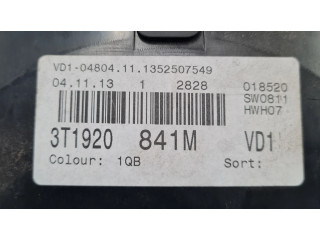 VD1-04804.11.1352507549
04.11.13 1 2828 018520
SW0811
HWH07
3T1920 841M VD1
Colour: 1QB Sort: